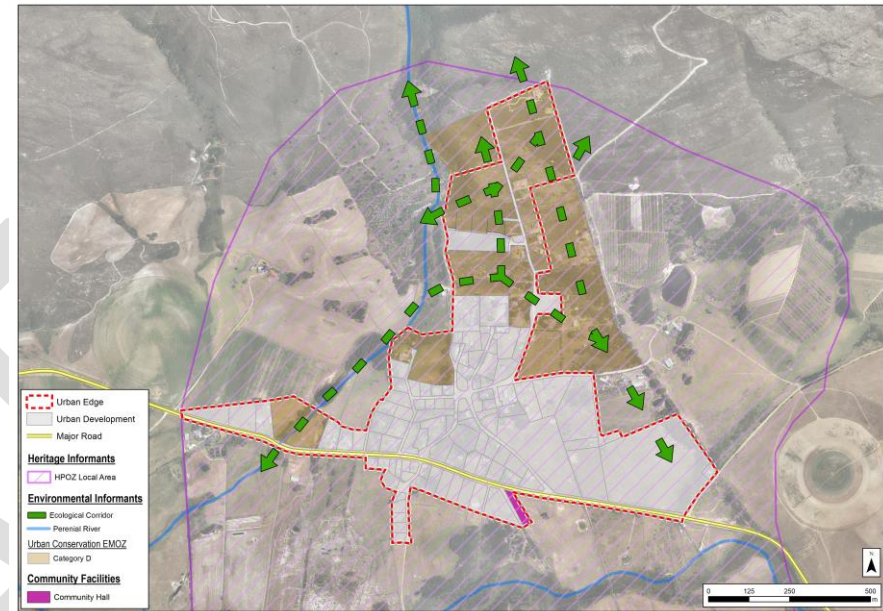 Urban Edge
Urban Development
Major Road
Heritage Informants
HPOZ Local Area
Environmental Informants
Ecological Corridor
Perenial River
Urban Conservation EMOZ
Category D
Community Facilities
Community Hall
N
0 125 250 500
m